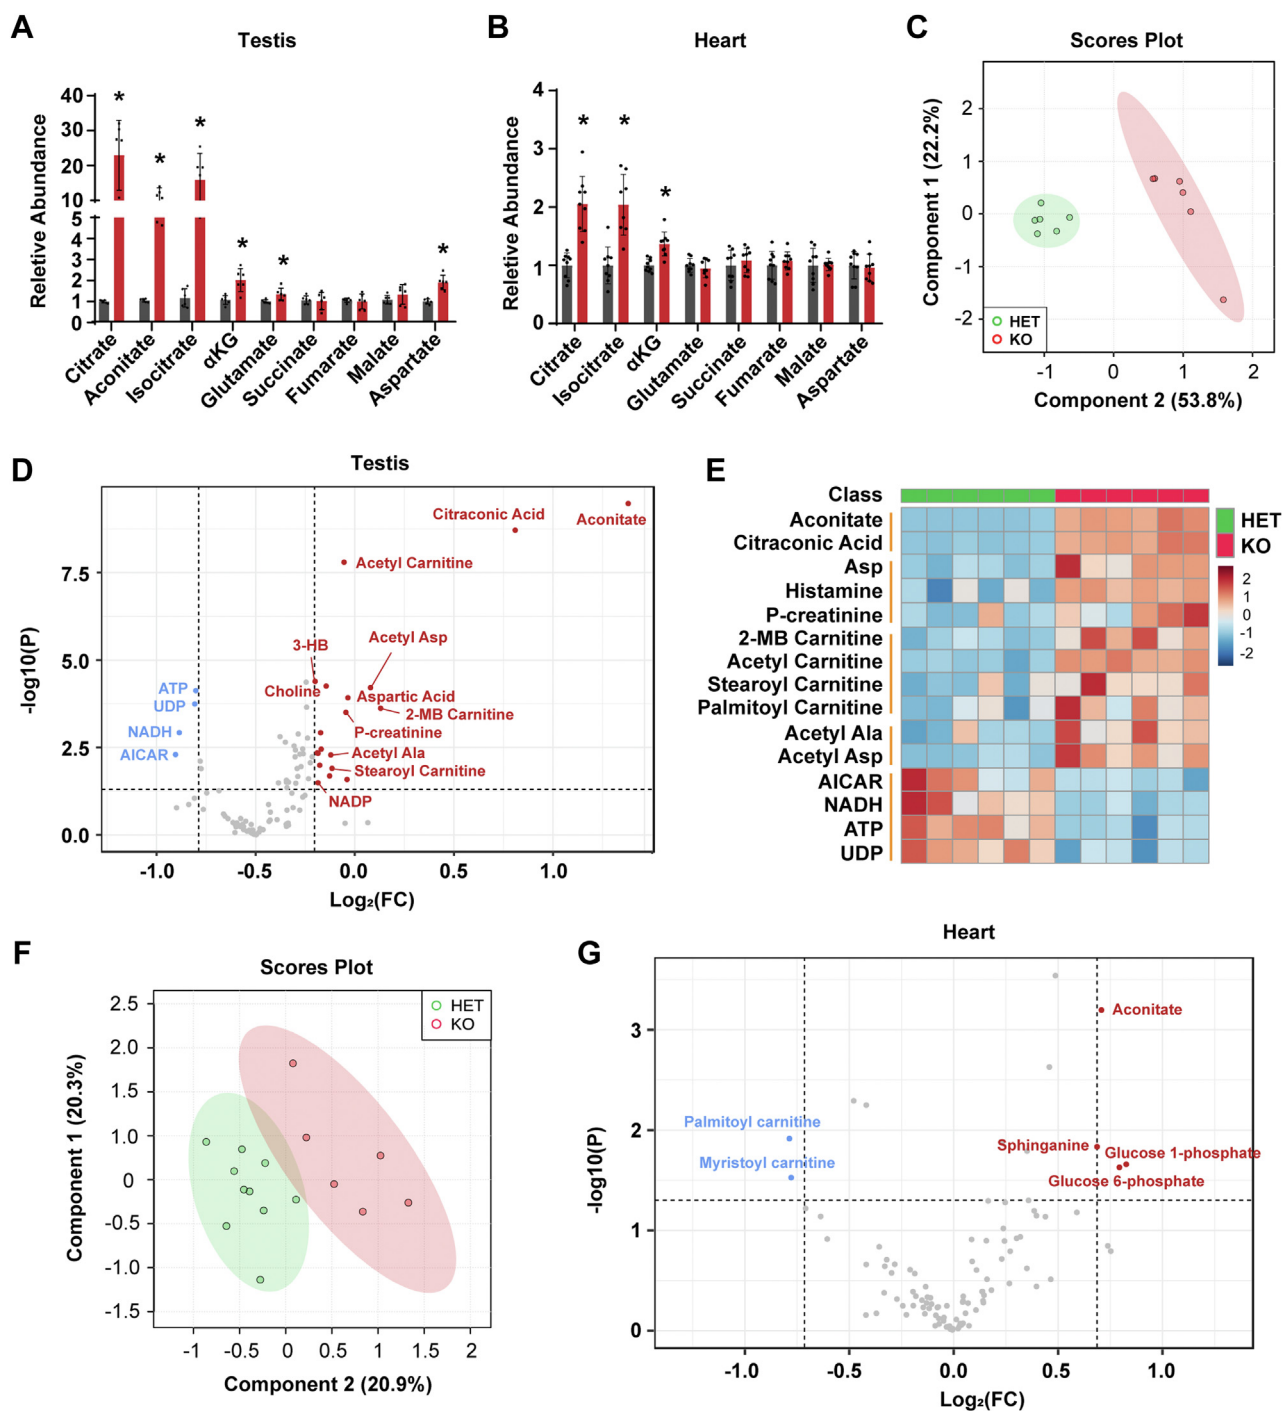 A
Testis
Reletive Abundance
40
30
20
10
5
4
3
2
1
0
* * * * * *
Citrate
Aconitate
Isocitrate
αKG
Glutamate
Succinate
Fumarate
Malate
Aspartate
B
Heart
Reletive Abundance
4
3
2
1
0
* * *
Citrate
Isocitrate
αKG
Glutamate
Succinate
Fumarate
Malate
Aspartate
C
Scores Plot
Component 1 (22.2%)
2
1
0
-1
-2
HET
KO
-1 0 1 2
Component 2 (53.8%)
D
Testis
-log10(P)
7.5
5.0
2.5
0.0
Citraconic Acid
Aconitate
Acetyl Carnitine
Acetyl Asp
3-HB
Choline
Aspartic Acid
2-MB Carnitine
P-creatinine
Acetyl Ala
Stearoyl Carnitine
NADP
ATP
UDP
NADH
AICAR
-1.0 -0.5 0.0 0.5 1.0
Log₂(FC)
E
Class
Aconitate
Citraconic Acid
Asp
Histamine
P-creatinine
2-MB Carnitine
Acetyl Carnitine
Stearoyl Carnitine
Palmitoyl Carnitine
Acetyl Ala
Acetyl Asp
AICAR
NADH
ATP
UDP
HET
KO
2
1
0
-1
-2
F
Scores Plot
HET
KO
Component 1 (20.3%)
2.5
2.0
1.5
1.0
0
-0.5
-1.0
-1.5
-1 -0.5 0 0.5 1 1.5 2
Component 2 (20.9%)
G
Heart
-log10(P)
3
2
1
0
Aconitate
Palmitoyl carnitine
Myristoyl carnitine
Sphinganine
Glucose 1-phosphate
Glucose 6-phosphate
-1.0 -0.5 0.0 0.5 1.0
Log₂(FC)